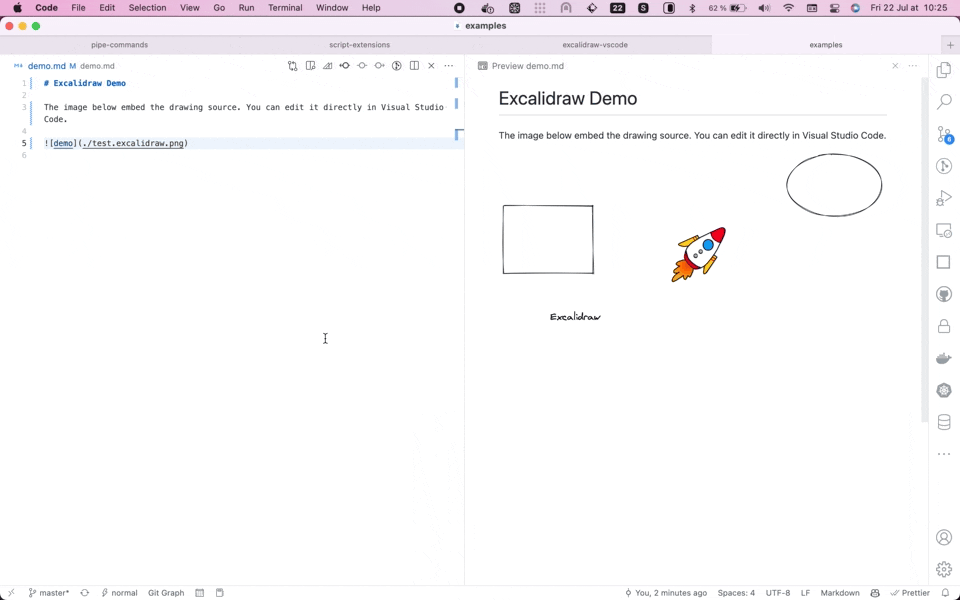 Code File Edit Selection View Go Run Terminal Window Help 22 S 62 % Fri 22 Jul at 10:25
examples
pipe-commands script-extensions excalidraw-vscode examples +
demo.md M demo.md
Preview demo.md
1 # Excalidraw Demo
2
3 The image below embed the drawing source. You can edit it directly in Visual Studio
Code.
4
5 ![demo](./test.excalidraw.png)
6
Excalidraw Demo
The image below embed the drawing source. You can edit it directly in Visual Studio Code.
Excalidraw
6
master* normal Git Graph You, 2 minutes ago Spaces: 4 UTF-8 LF Markdown Prettier